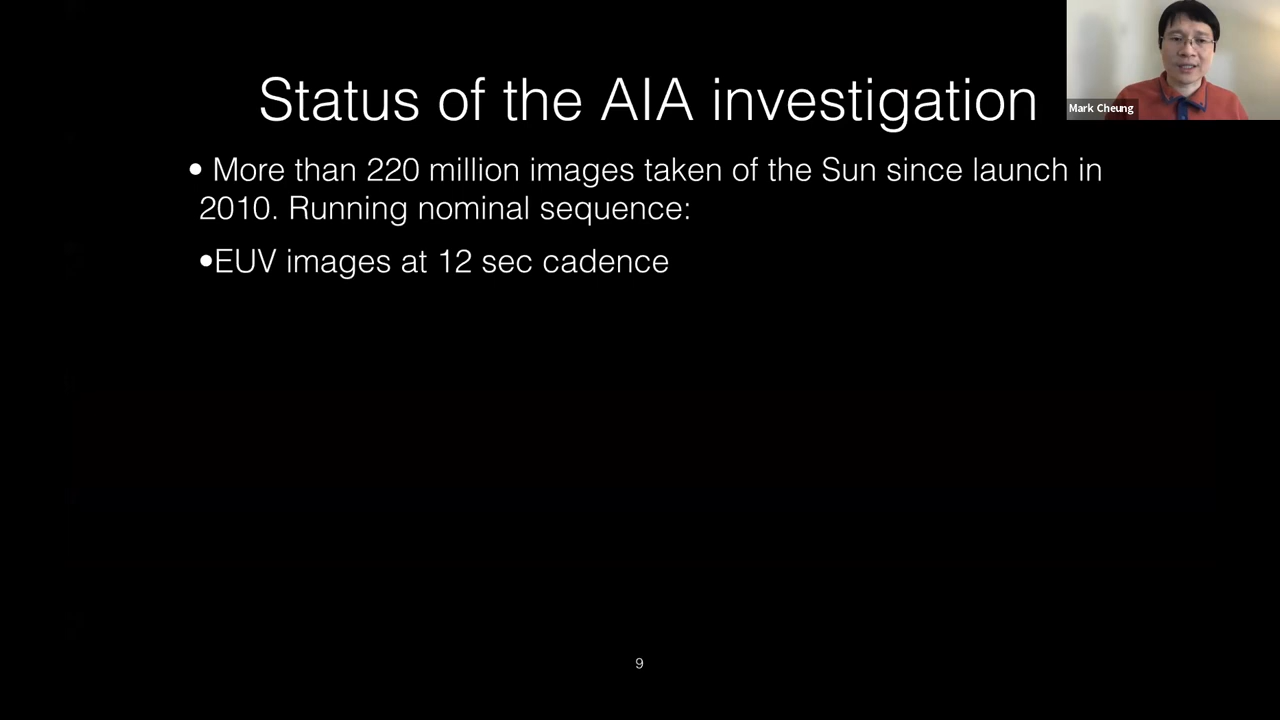 Status of the AIA investigation
Mark Cheung
• More than 220 million images taken of the Sun since launch in
2010. Running nominal sequence:
•EUV images at 12 sec cadence
9